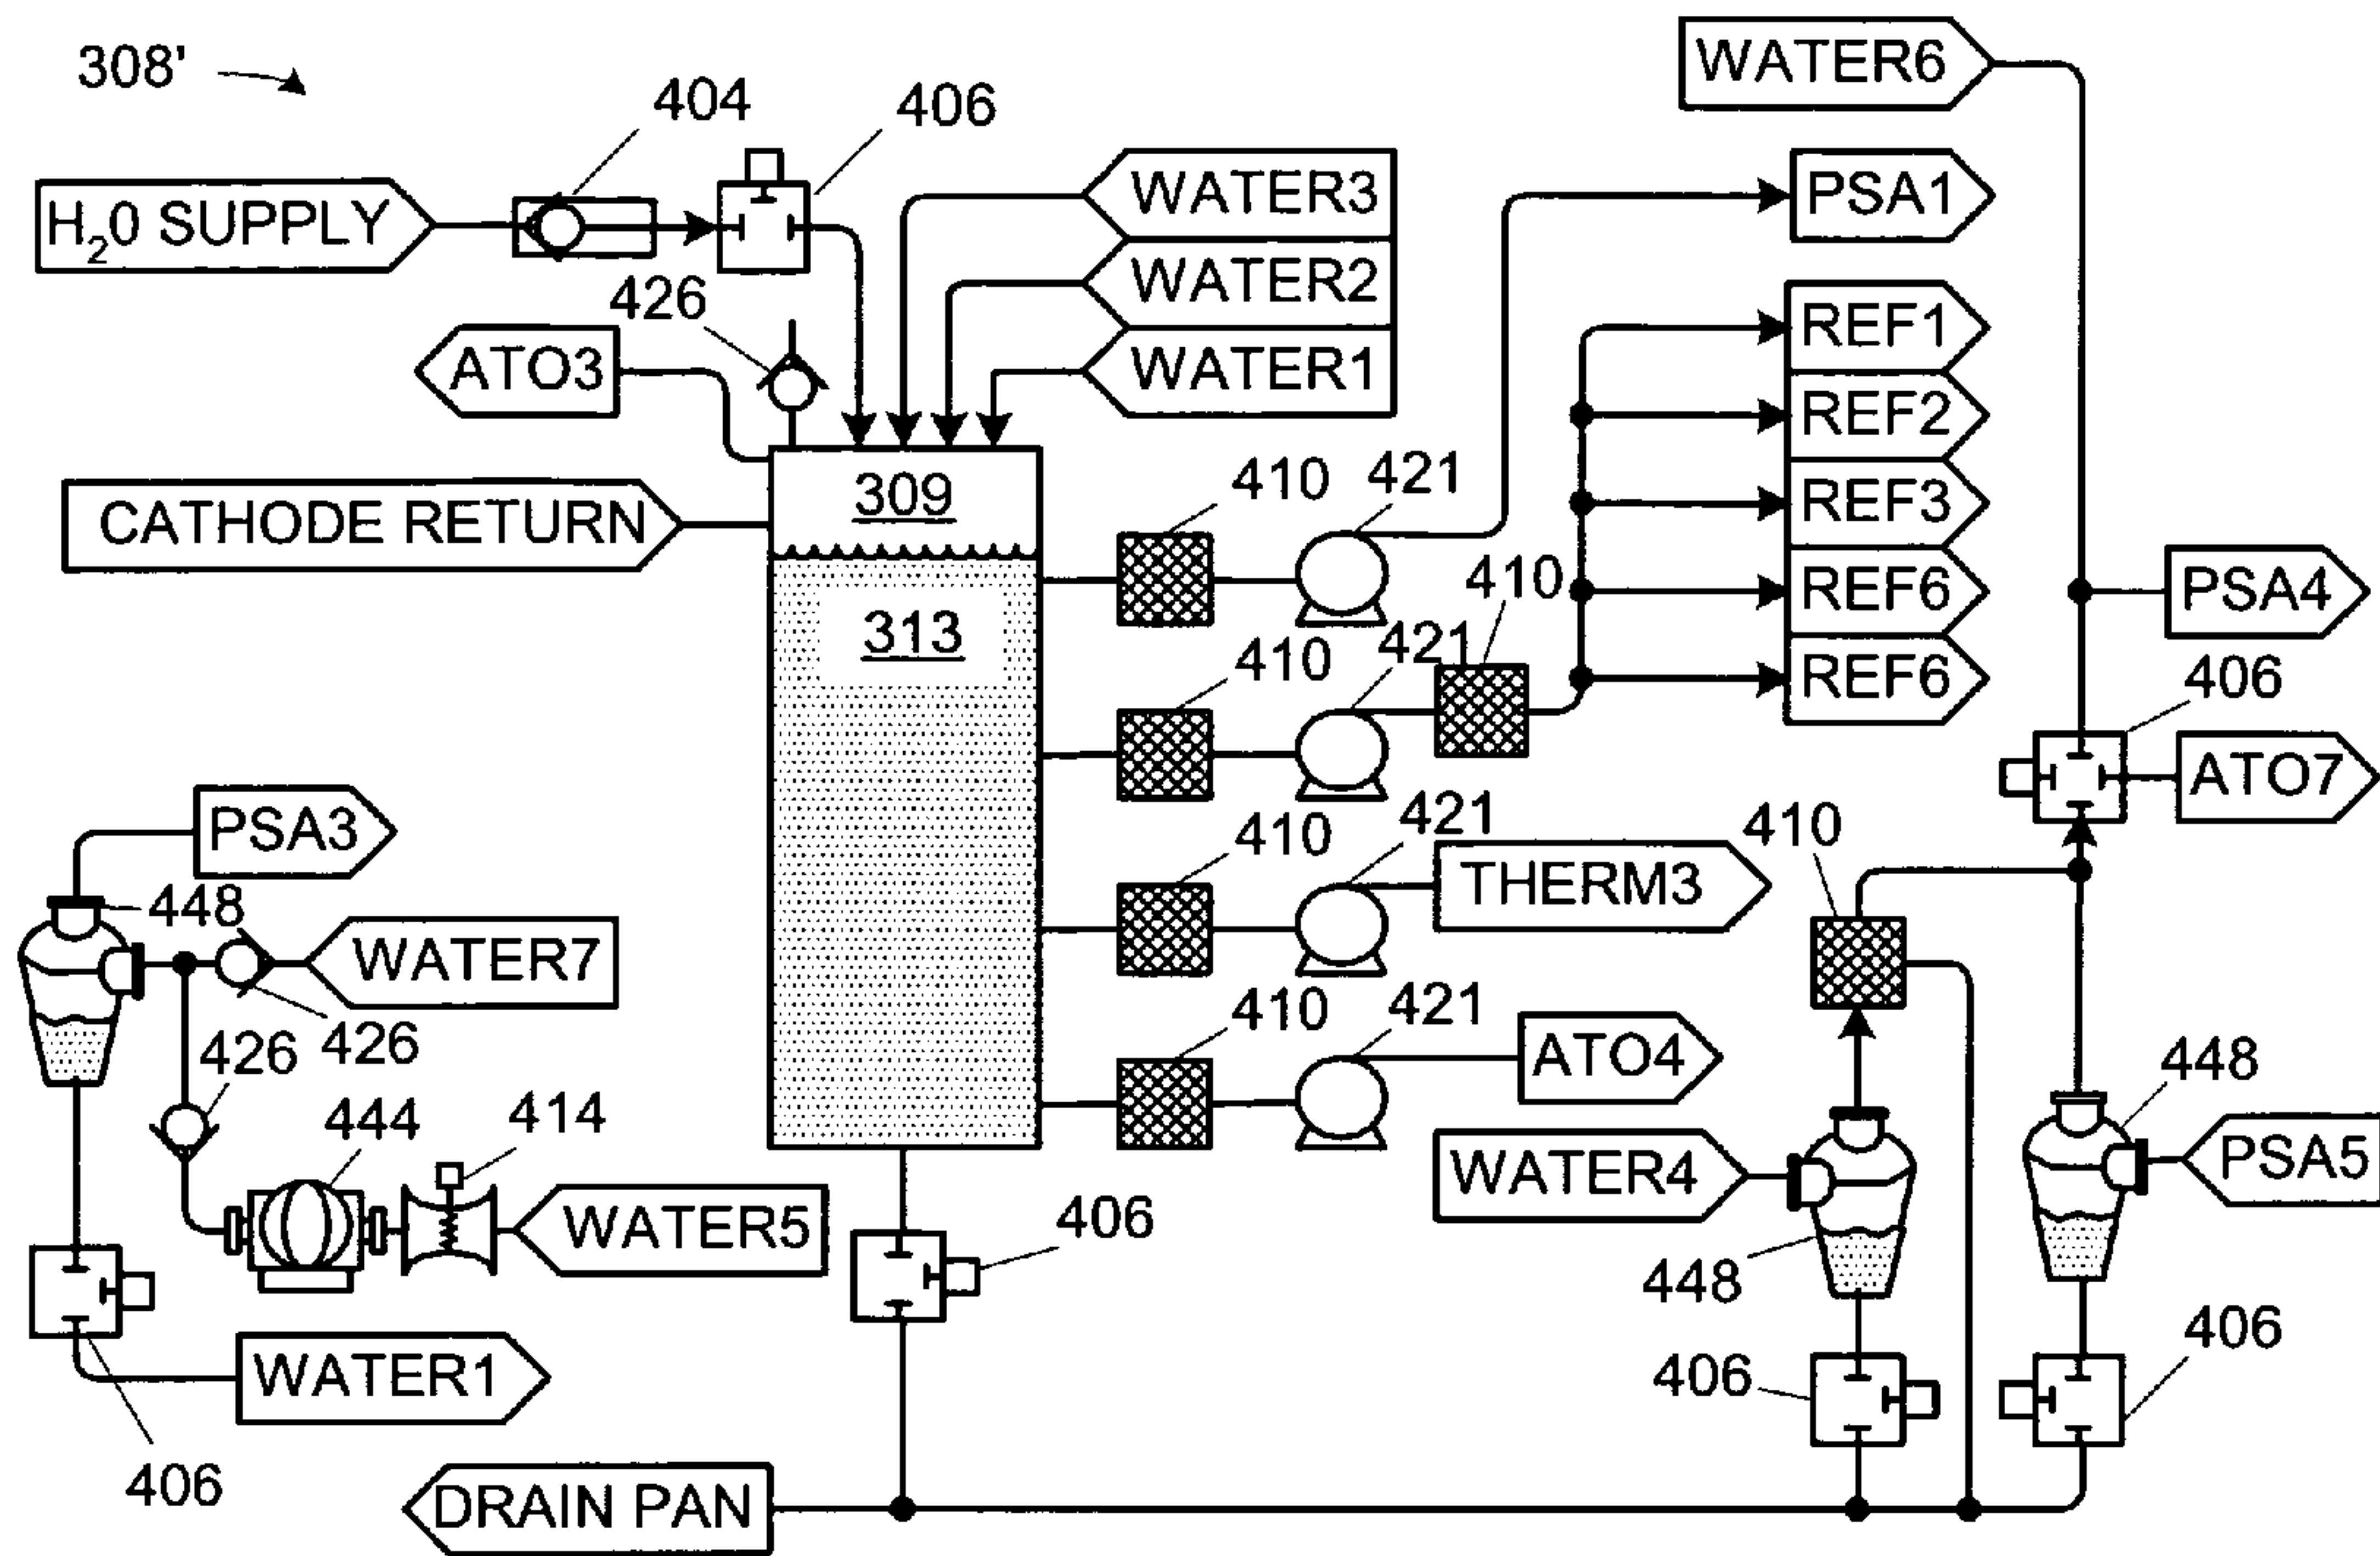 308'
404
406
WATER6
H₂0 SUPPLY
WATER3
PSA1
WATER2
426
ATO3
WATER1
REF1
REF2
REF3
REF6
REF6
CATHODE RETURN
309
410
421
410
PSA4
313
410
421
406
ATO7
PSA3
410
421
THERM3
410
448
WATER7
426
426
410
421
ATO4
444
414
448
WATER4
PSA5
WATER5
406
448
WATER1
406
406
406
DRAIN PAN